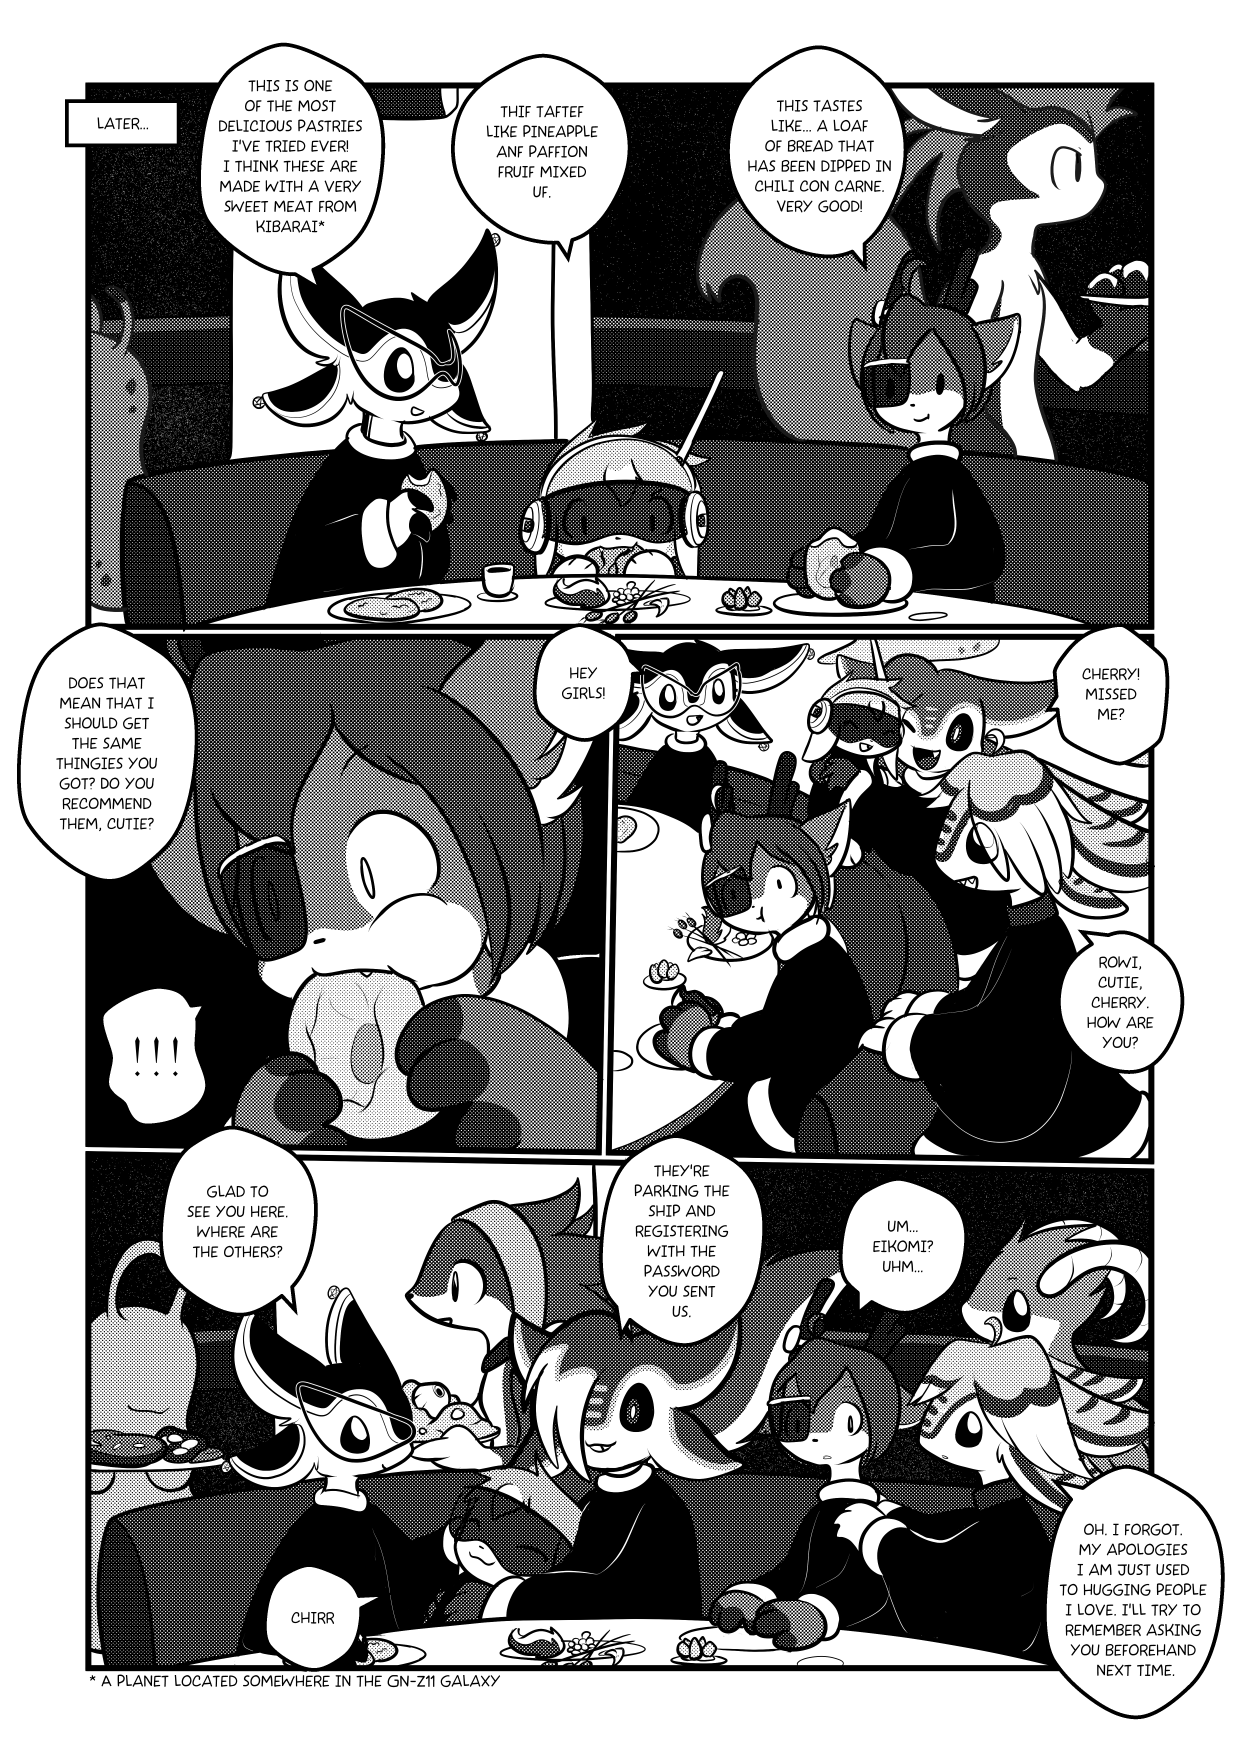 LATER...
THIS IS ONE
OF THE MOST
DELICIOUS PASTRIES
I'VE TRIED EVER!
I THINK THESE ARE
MADE WITH A VERY
SWEET MEAT FROM
KIBARAI*
THIF TAFTEF
LIKE PINEAPPLE
ANF PAFFION
FRUIF MIXED
UF.
THIS TASTES
LIKE... A LOAF
OF BREAD THAT
HAS BEEN DIPPED IN
CHILI CON CARNE.
VERY GOOD!
DOES THAT
MEAN THAT I
SHOULD GET
THE SAME
THINGIES YOU
GOT? DO YOU
RECOMMEND
THEM, CUTIE?
!!!
HEY
GIRLS!
CHERRY!
MISSED
ME?
ROWI,
CUTIE,
CHERRY.
HOW ARE
YOU?
GLAD TO
SEE YOU HERE.
WHERE ARE
THE OTHERS?
THEY'RE
PARKING THE
SHIP AND
REGISTERING
WITH THE
PASSWORD
YOU SENT
US.
UM...
EIKOMI?
UHM...
CHIRR
OH. I FORGOT.
MY APOLOGIES
I AM JUST USED
TO HUGGING PEOPLE
I LOVE. I'LL TRY TO
REMEMBER ASKING
YOU BEFOREHAND
NEXT TIME.
* A PLANET LOCATED SOMEWHERE IN THE GN-Z11 GALAXY